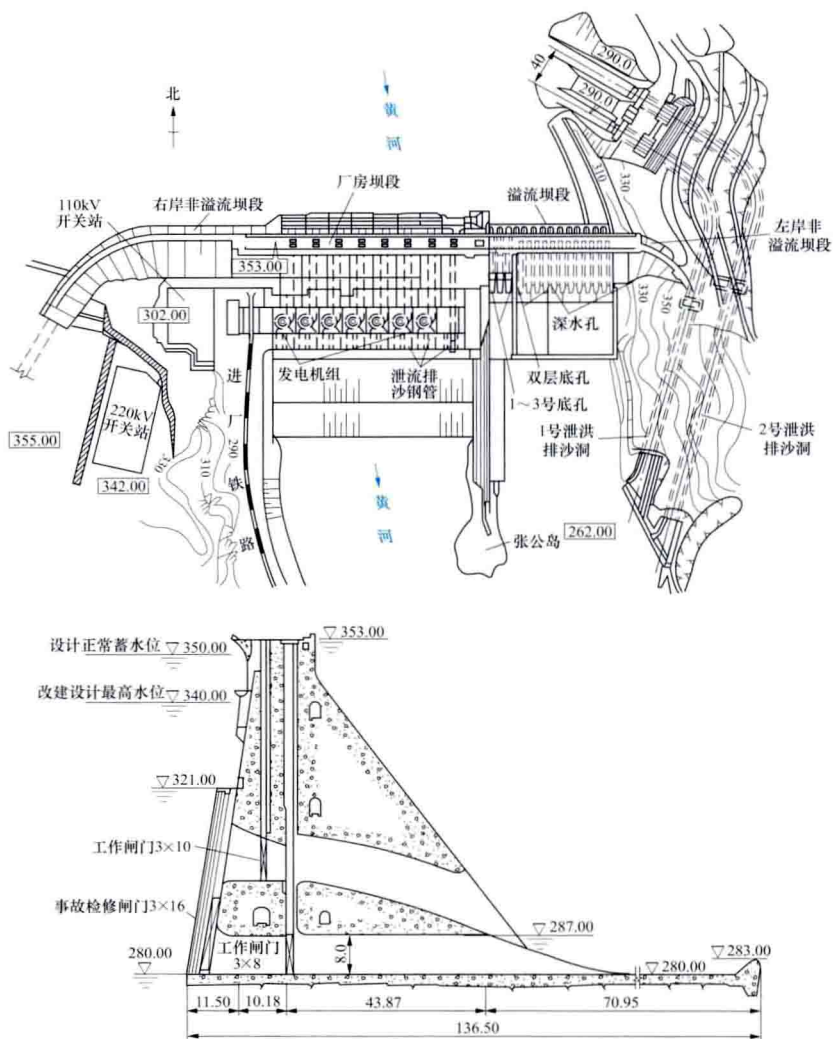 北
黄
河
40
290.0
290.0
110kV
开关站
右岸非溢流坝段
厂房坝段
溢流坝段
310
330
左岸非
溢流坝段
353.00
302.00
330
350
深水孔
发电机组
泄流排
沙钢管
双层底孔
1～3号底孔
进
厂
290
铁
路
220kV
开关站
355.00
330
310
342.00
1号泄洪
排沙洞
2号泄洪
排沙洞
黄
河
张公岛
262.00
设计正常蓄水位
350.00
353.00
改建设计最高水位
340.00
321.00
工作闸门3×10
事故检修闸门3×16
工作闸门
3×8
8.0
287.00
280.00
280.00
283.00
11.50
10.18
43.87
70.95
136.50